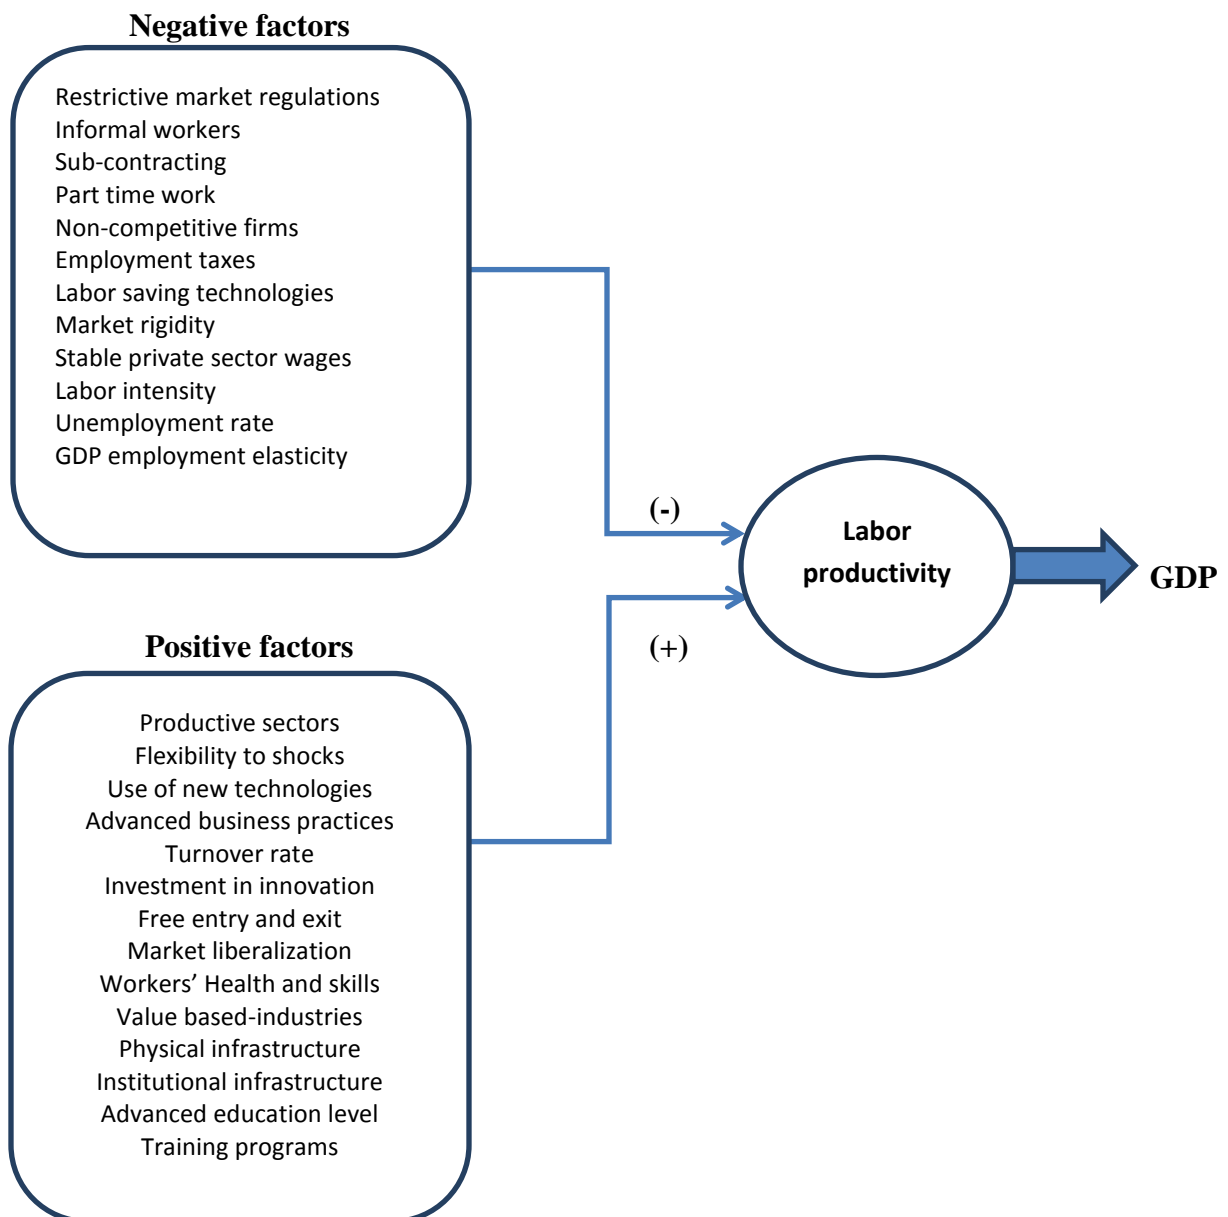 Negative factors
Restrictive market regulations
Informal workers
Sub-contracting
Part time work
Non-competitive firms
Employment taxes
Labor saving technologies
Market rigidity
Stable private sector wages
Labor intensity
Unemployment rate
GDP employment elasticity
(-)
Labor
productivity
GDP
(+)
Positive factors
Productive sectors
Flexibility to shocks
Use of new technologies
Advanced business practices
Turnover rate
Investment in innovation
Free entry and exit
Market liberalization
Workers’ Health and skills
Value based-industries
Physical infrastructure
Institutional infrastructure
Advanced education level
Training programs